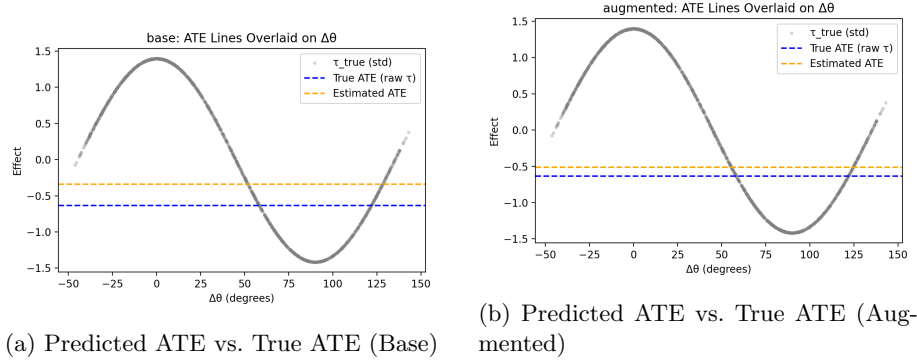 base: ATE Lines Overlaid on Δθ
1.5
1.0
0.5
0.0
−0.5
−1.0
−1.5
Effect
τ_true (std)
True ATE (raw τ)
Estimated ATE
−50 −25 0 25 50 75 100 125 150
Δθ (degrees)
(a) Predicted ATE vs. True ATE (Base)
augmented: ATE Lines Overlaid on Δθ
1.5
1.0
0.5
0.0
−0.5
−1.0
−1.5
Effect
τ_true (std)
True ATE (raw τ)
Estimated ATE
−50 −25 0 25 50 75 100 125 150
Δθ (degrees)
(b) Predicted ATE vs. True ATE (Aug-
mented)